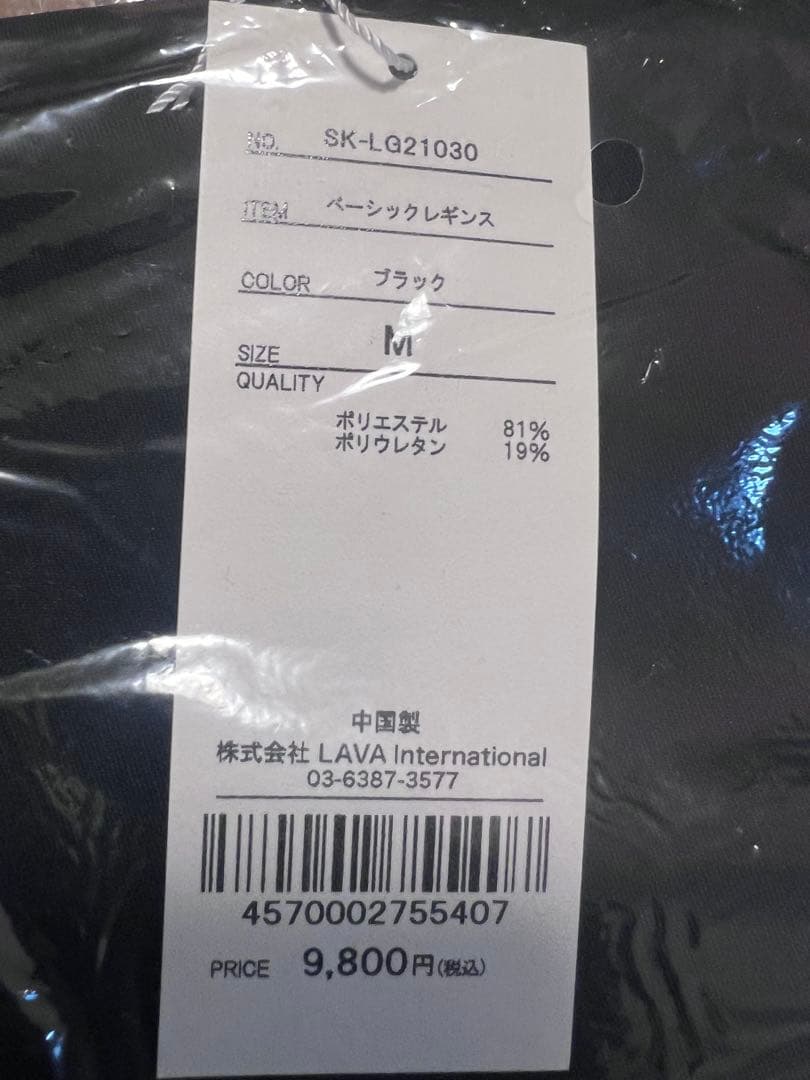 NO. SK-LG21030
ITEM ベーシックレギンス
COLOR ブラック
SIZE M
QUALITY
ポリエステル 81%
ポリウレタン 19%
中国製
株式会社 LAVA International
03-6387-3577
4570002755407
PRICE 9,800円(税込)